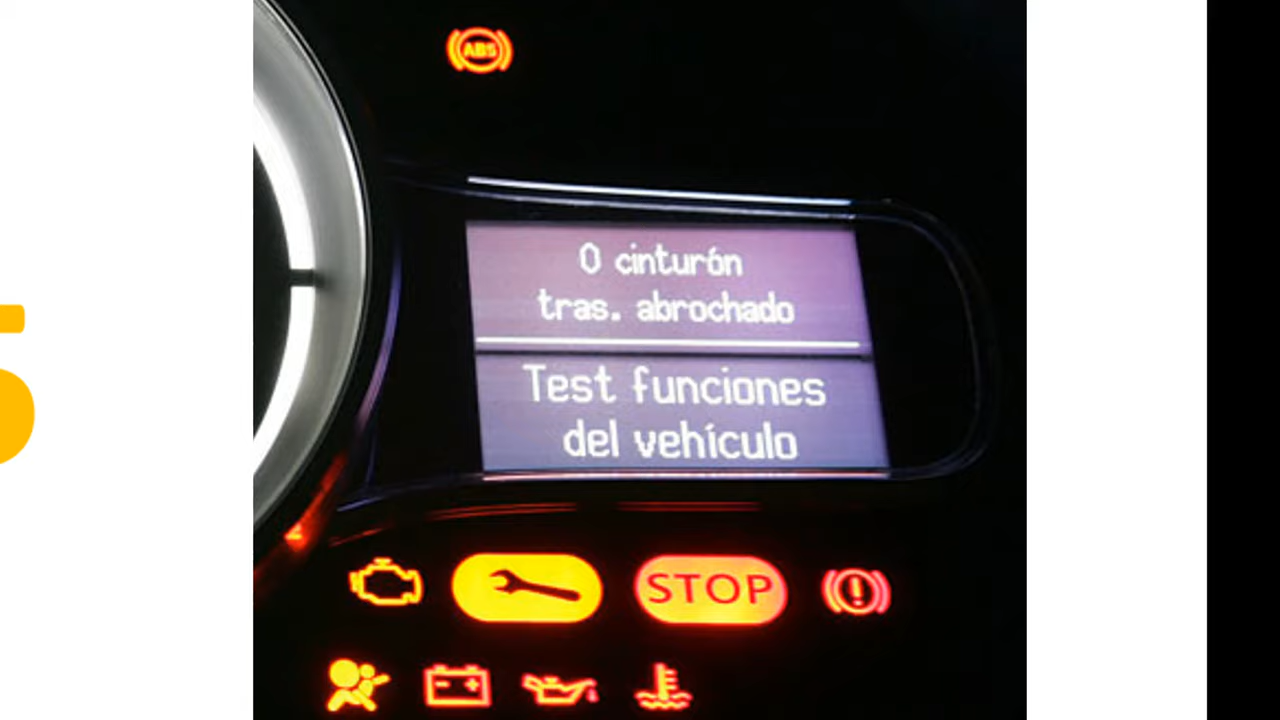 ABS
0 cinturón
tras. abrochado
Test funciones
del vehículo
STOP